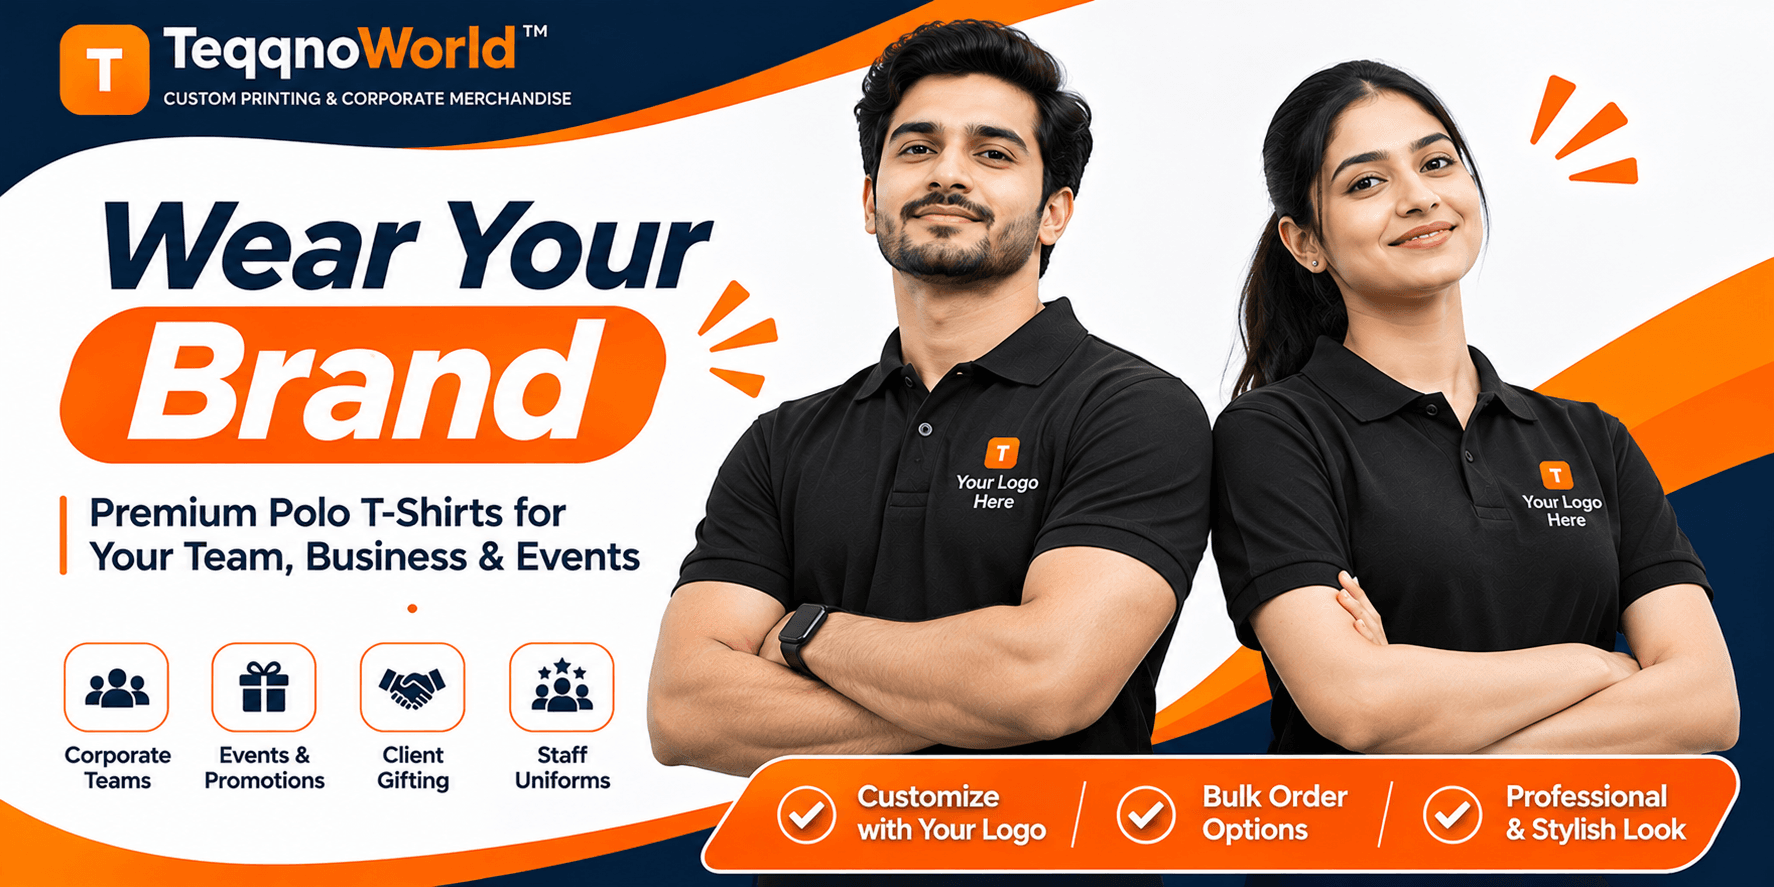 T
TeqqnoWorld™
CUSTOM PRINTING & CORPORATE MERCHANDISE
Wear Your
Brand
Premium Polo T-Shirts for
Your Team, Business & Events
Corporate
Teams
Events &
Promotions
Client
Gifting
Staff
Uniforms
T
Your Logo
Here
T
Your Logo
Here
Customize
with Your Logo
Bulk Order
Options
Professional
& Stylish Look